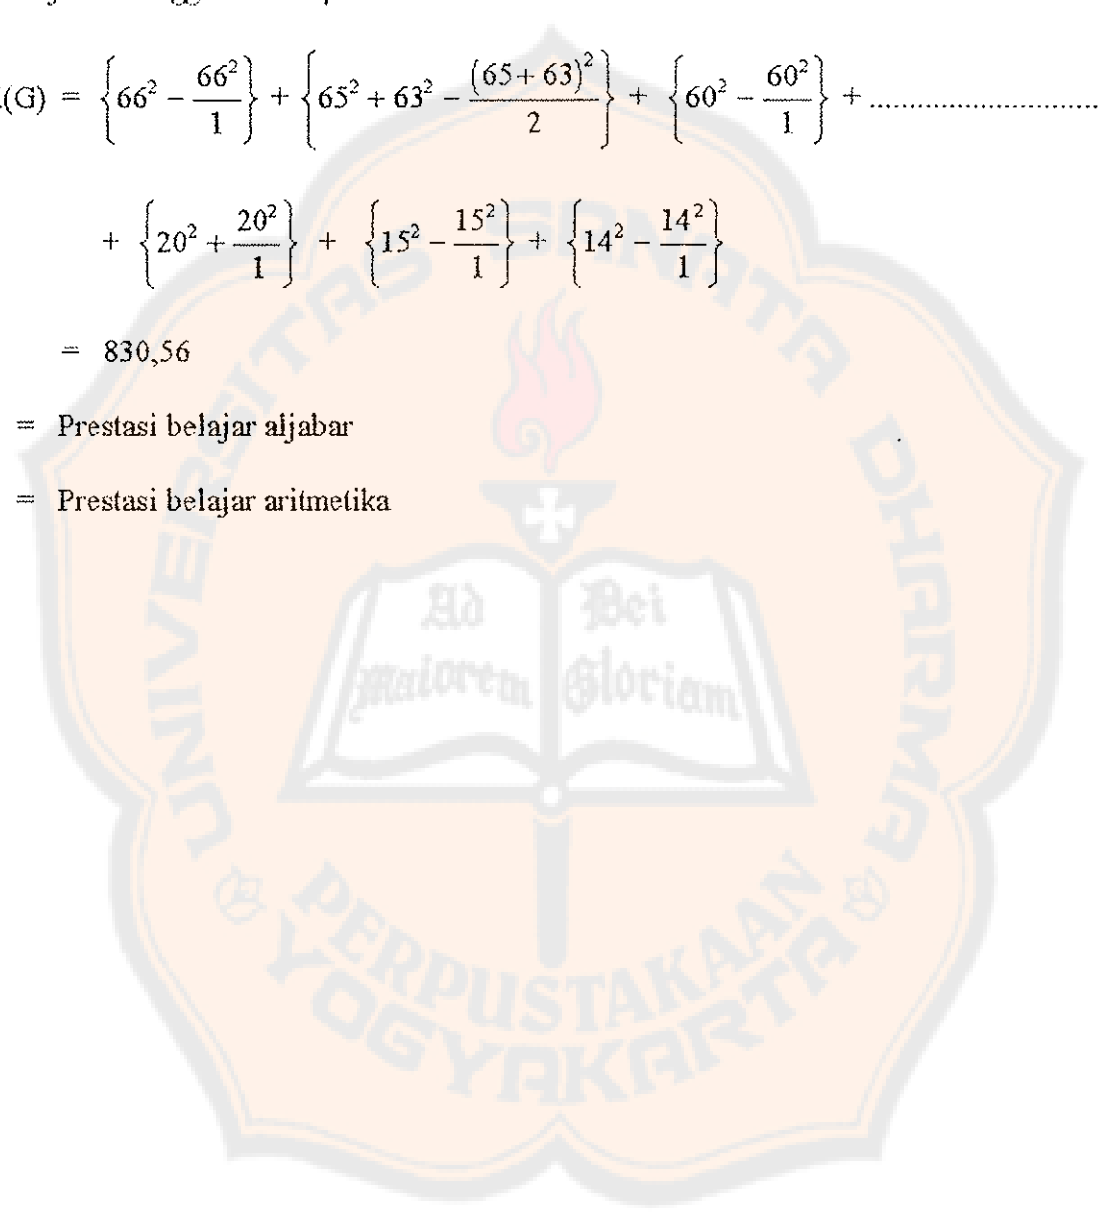 (G) = {66² − 66²/1} + {65² + 63² − (65 + 63)²/2} + {60² − 60²/1} + ...........................
+ {20² + 20²/1} + {15² − 15²/1} + {14² − 14²/1}
= 830,56
= Prestasi belajar aljabar
= Prestasi belajar aritmetika
UNIVERSITAS SANATA DHARMA
Ad Dei
maiorem Gloriam
PERPUSTAKAAN
YOGYAKARTA